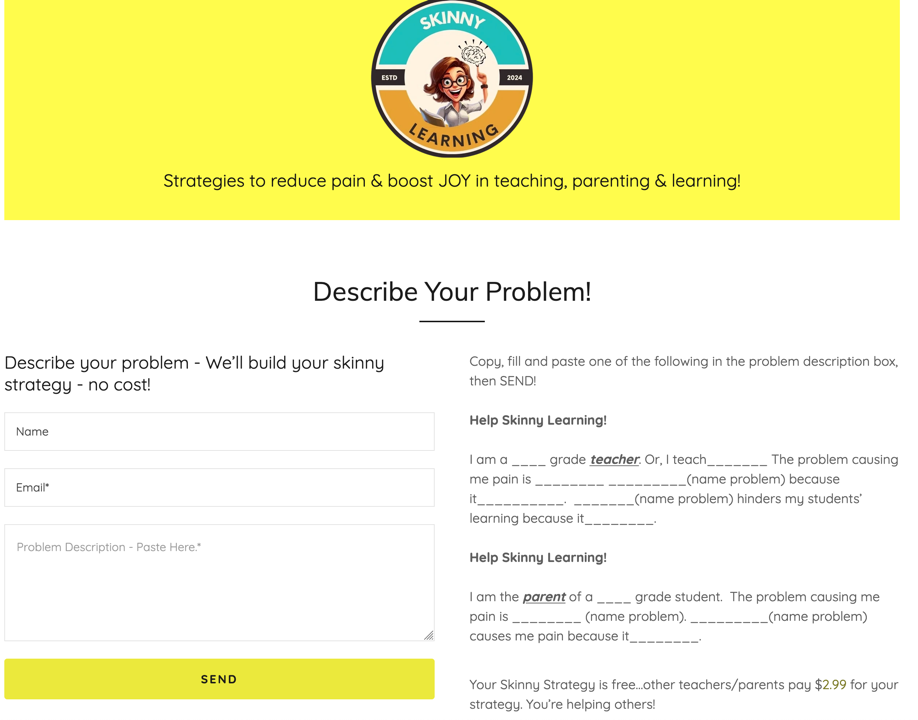 SKINNY
ESTD
2024
LEARNING
Strategies to reduce pain & boost JOY in teaching, parenting & learning!
Describe Your Problem!
Describe your problem - We'll build your skinny
strategy - no cost!
Name
Email*
Problem Description - Paste Here.*
SEND
Copy, fill and paste one of the following in the problem description box,
then SEND!
Help Skinny Learning!
I am a ____ grade teacher. Or, I teach_______ The problem causing
me pain is ________ _________(name problem) because
it__________.  _______(name problem) hinders my students'
learning because it________.
Help Skinny Learning!
I am the parent of a ____ grade student.  The problem causing me
pain is ________ (name problem). _________(name problem)
causes me pain because it________.
Your Skinny Strategy is free...other teachers/parents pay $2.99 for your
strategy. You're helping others!